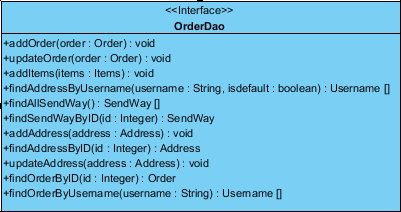 <<Interface>>
OrderDao
+addOrder(order : Order) : void
+updateOrder(order : Order) : void
+addItems(items : Items) : void
+findAddressByUsername(username : String, isdefault : boolean) : Username []
+findAllSendWay() : SendWay []
+findSendWayByID(id : Integer) : SendWay
+addAddress(address : Address) : void
+findAddressByID(id : Integer) : Address
+updateAddress(address : Address) : void
+findOrderByID(id : Integer) : Order
+findOrderByUsername(username : String) : Username []